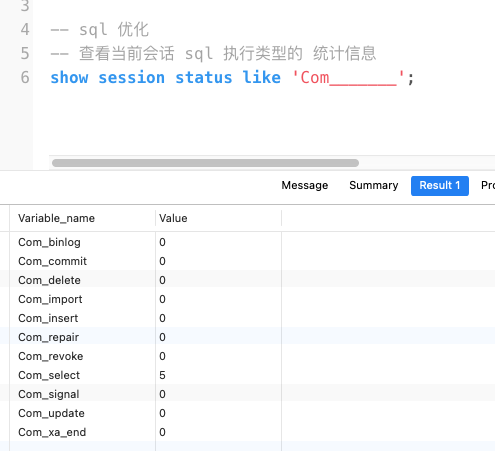 3
4 -- sql 优化
5 -- 查看当前会话 sql 执行类型的 统计信息
6 show session status like 'Com_______';
Message Summary Result 1 Pro
Variable_name Value
Com_binlog 0
Com_commit 0
Com_delete 0
Com_import 0
Com_insert 0
Com_repair 0
Com_revoke 0
Com_select 5
Com_signal 0
Com_update 0
Com_xa_end 0